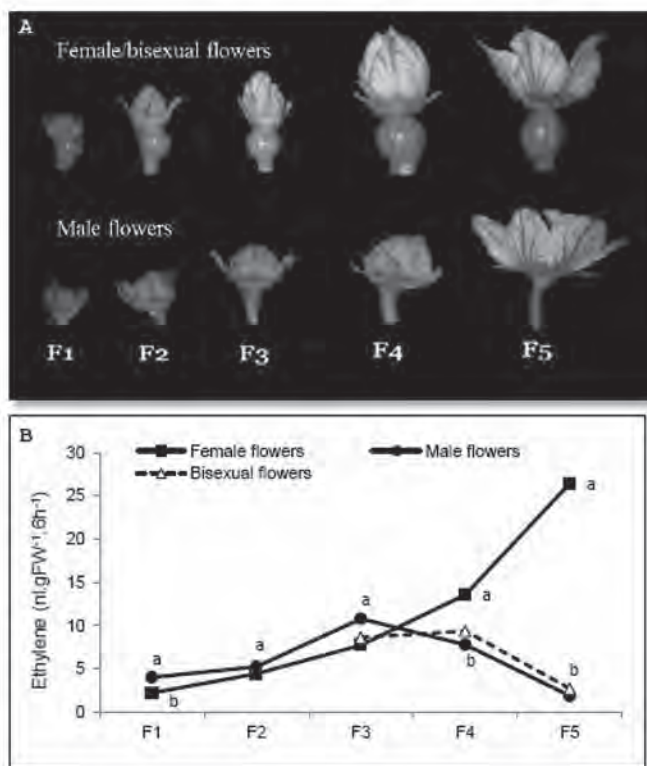 A
Female/bisexual flowers
Male flowers
F1 F2 F3 F4 F5
B
Female flowers Male flowers
Bisexual flowers
Ethylene (nl.gFW⁻¹.6h⁻¹)
30
25
20
15
10
5
0
a
a
a
a
a
b
b
b
F1 F2 F3 F4 F5